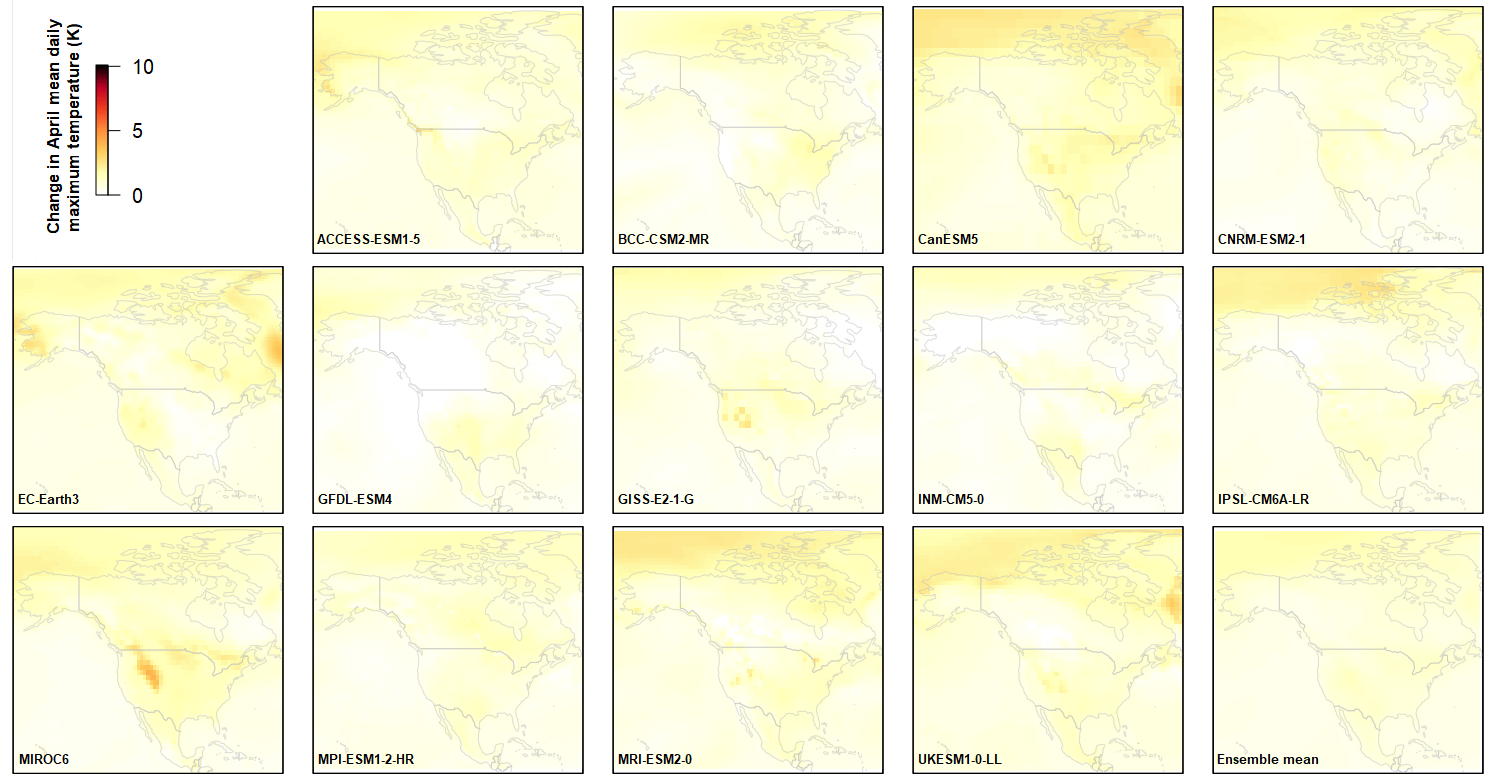 Change in April mean daily
maximum temperature (K)
10
5
0
ACCESS-ESM1-5
BCC-CSM2-MR
CanESM5
CNRM-ESM2-1
EC-Earth3
GFDL-ESM4
GISS-E2-1-G
INM-CM5-0
IPSL-CM6A-LR
MIROC6
MPI-ESM1-2-HR
MRI-ESM2-0
UKESM1-0-LL
Ensemble mean